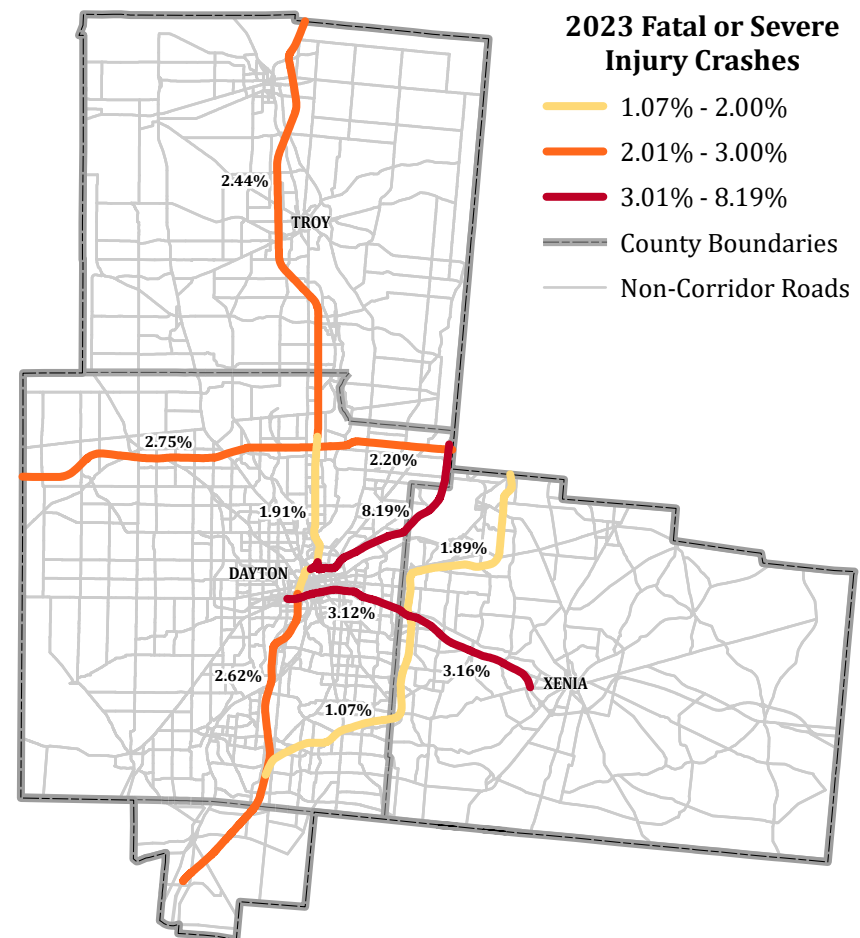 2023 Fatal or Severe
Injury Crashes
1.07% - 2.00%
2.01% - 3.00%
3.01% - 8.19%
County Boundaries
Non-Corridor Roads
2.44%
TROY
2.75%
2.20%
1.91%
8.19%
1.89%
DAYTON
3.12%
3.16%
2.62%
XENIA
1.07%